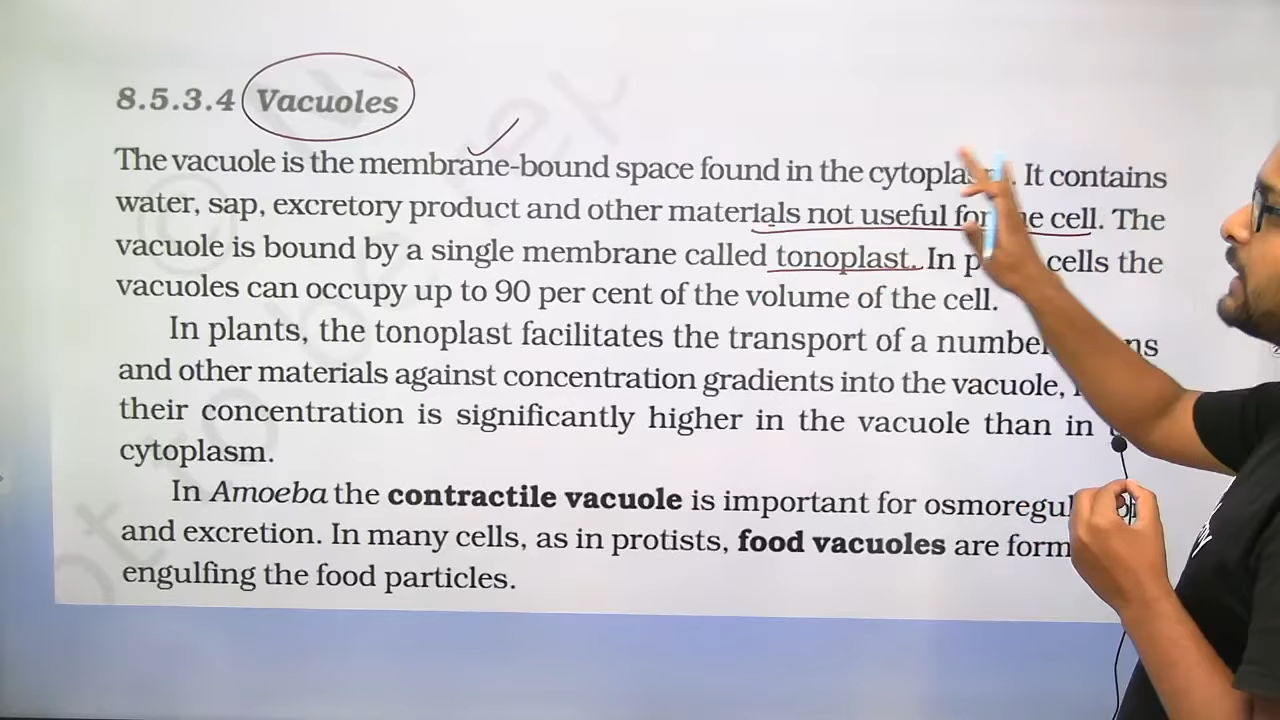 8.5.3.4 Vacuoles
The vacuole is the membrane-bound space found in the cytoplasm. It contains
water, sap, excretory product and other materials not useful for the cell. The
vacuole is bound by a single membrane called tonoplast. In cells the
vacuoles can occupy up to 90 per cent of the volume of the cell.
In plants, the tonoplast facilitates the transport of a number
and other materials against concentration gradients into the vacuole,
their concentration is significantly higher in the vacuole than in
cytoplasm.
In Amoeba the contractile vacuole is important for
and excretion. In many cells, as in protists, food vacuoles are
engulfing the food particles.